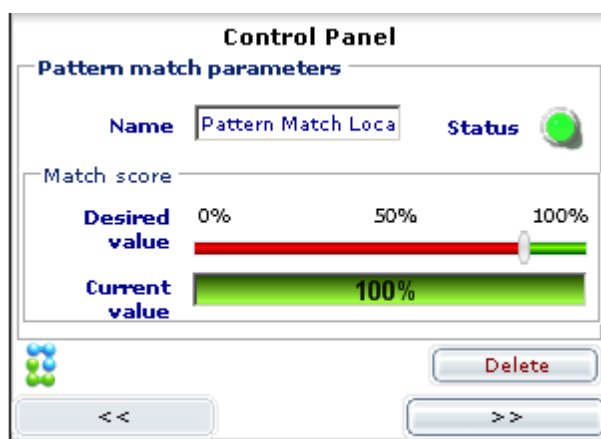 Control Panel
Pattern match parameters
Name Pattern Match Loca Status
Match score
Desired value 0% 50% 100%
Current value 100%
Delete
<< >>